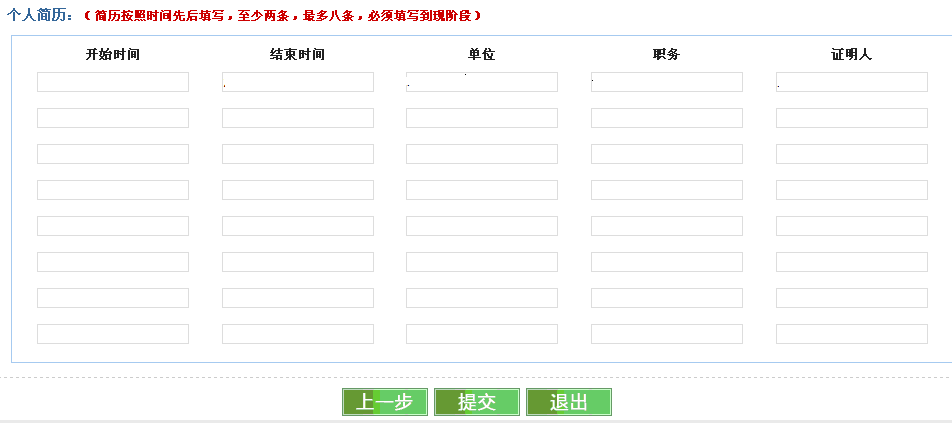 个人简历：（简历按照时间先后填写，至少两条，最多八条，必须填写到现阶段）
开始时间 结束时间 单位 职务 证明人
上一步 提交 退出